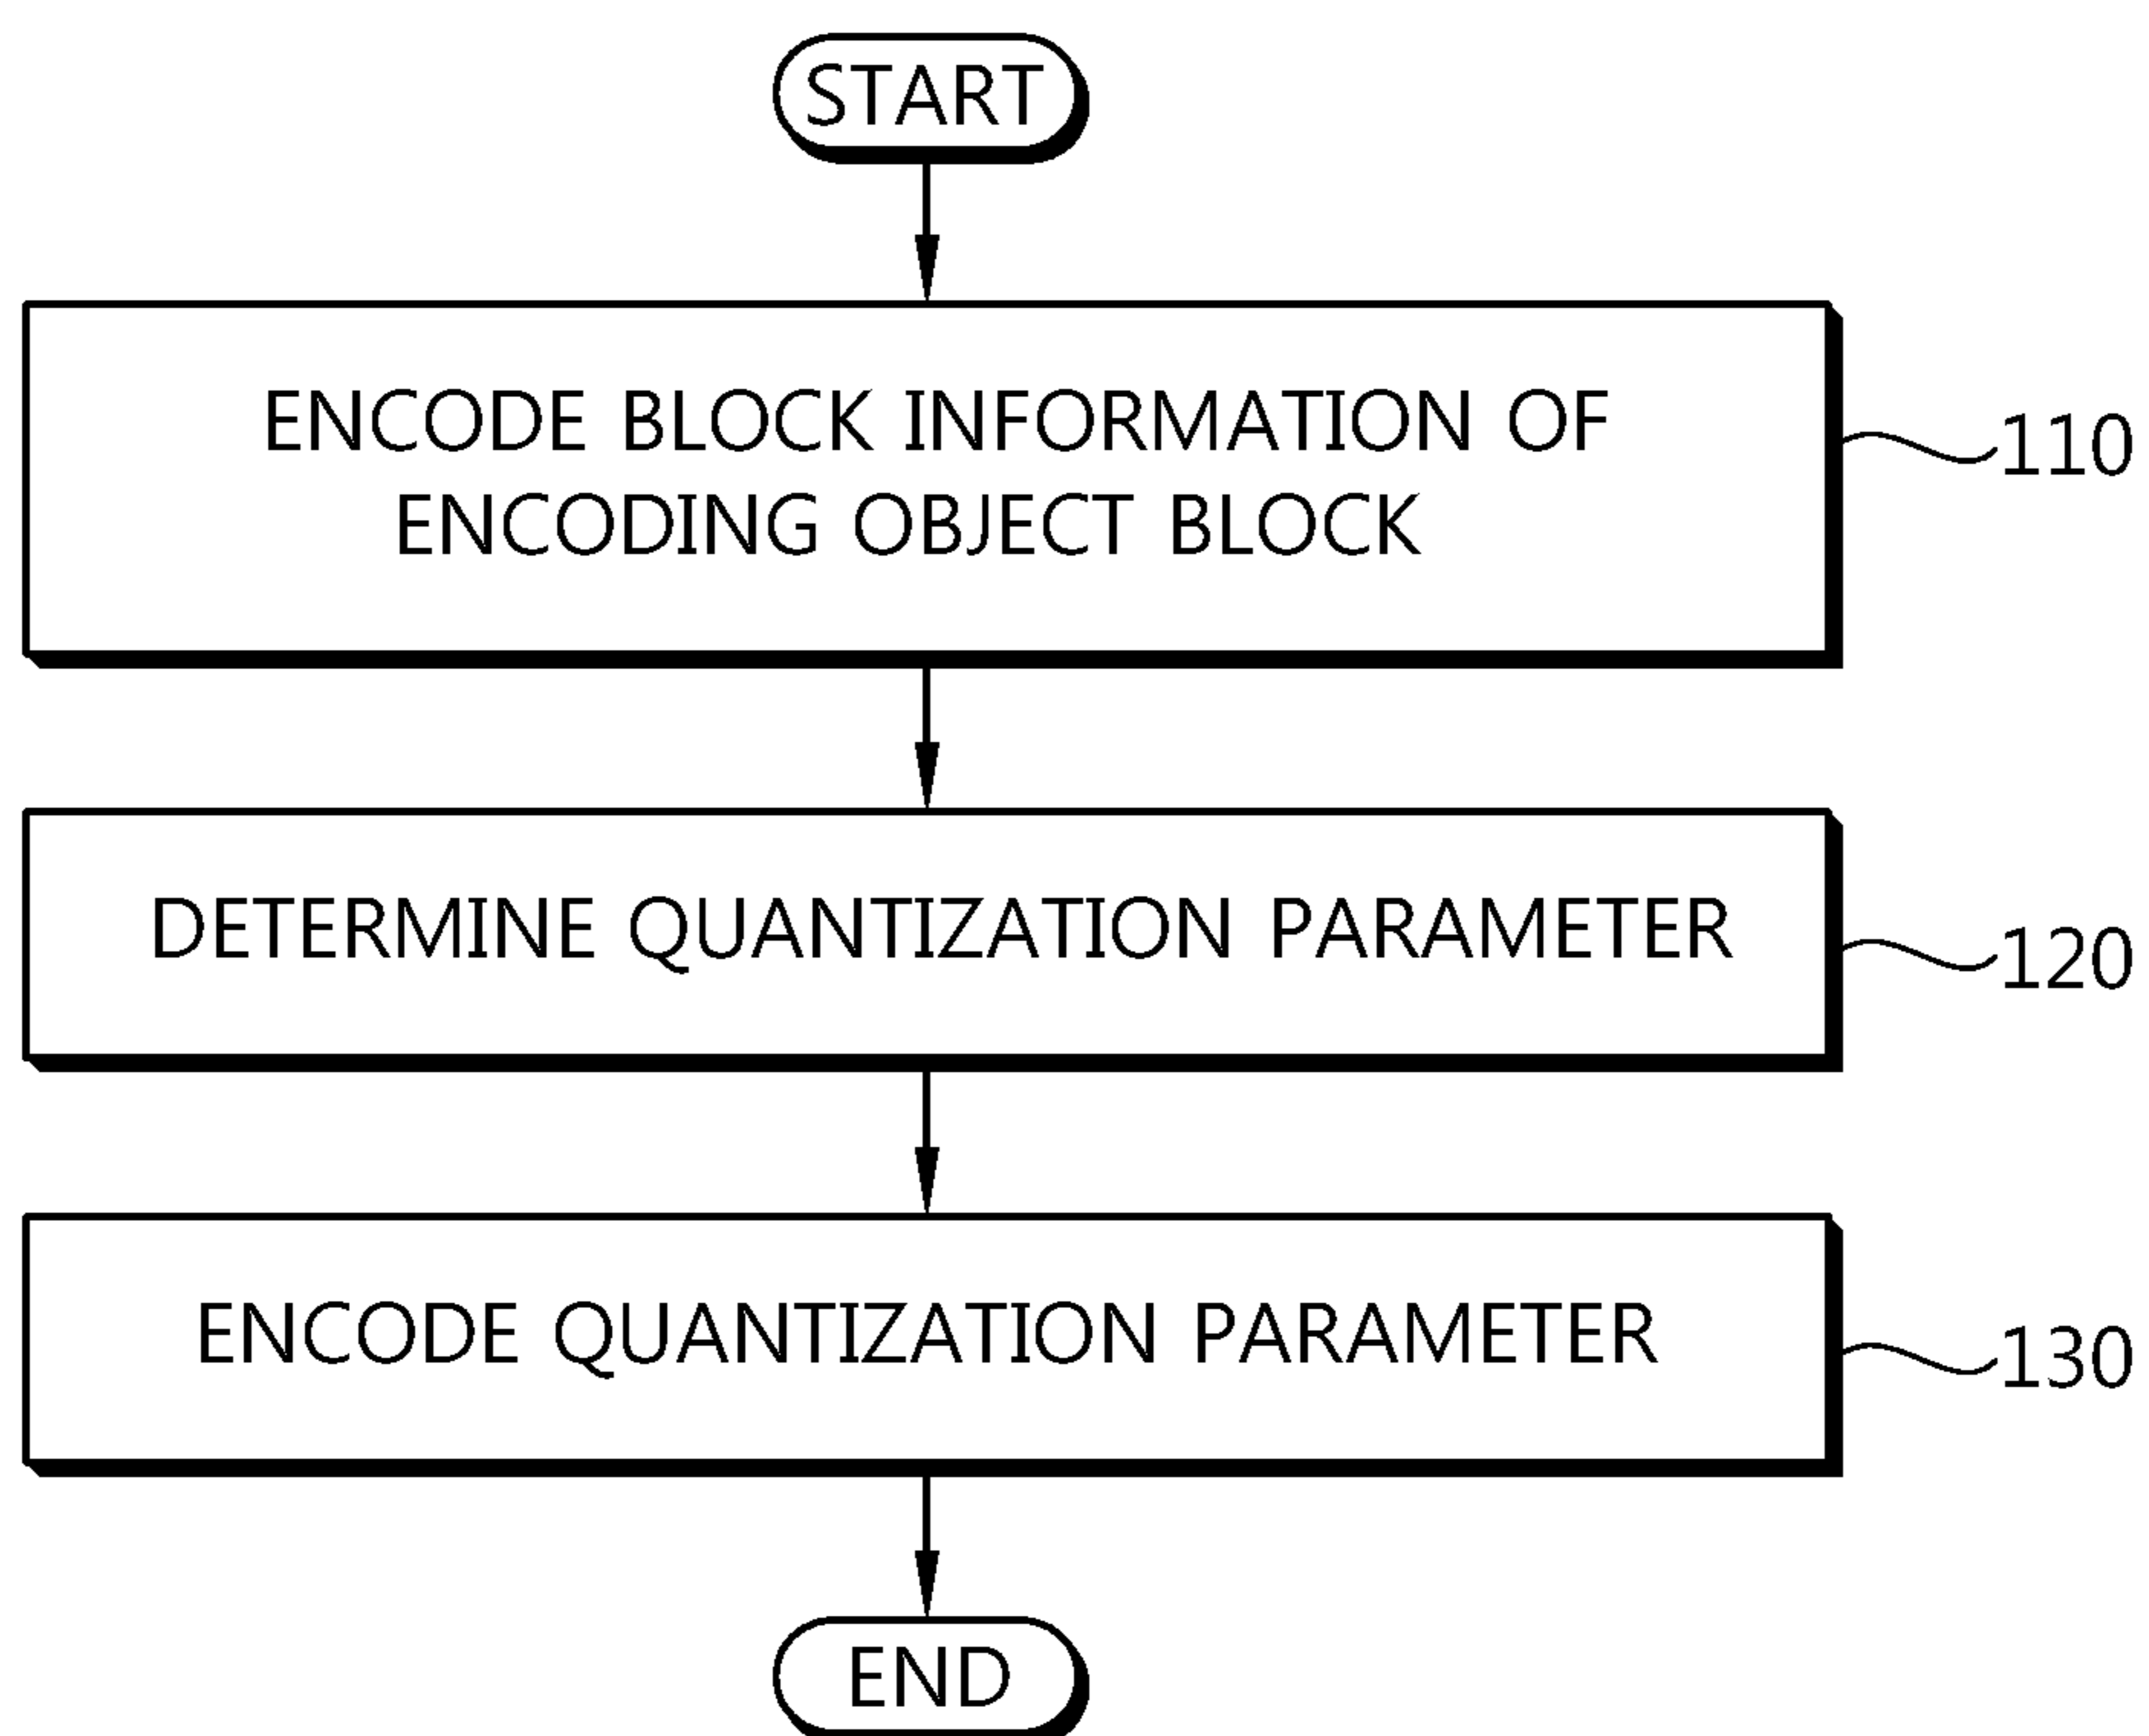 START
ENCODE BLOCK INFORMATION OF
ENCODING OBJECT BLOCK
110
DETERMINE QUANTIZATION PARAMETER
120
ENCODE QUANTIZATION PARAMETER
130
END